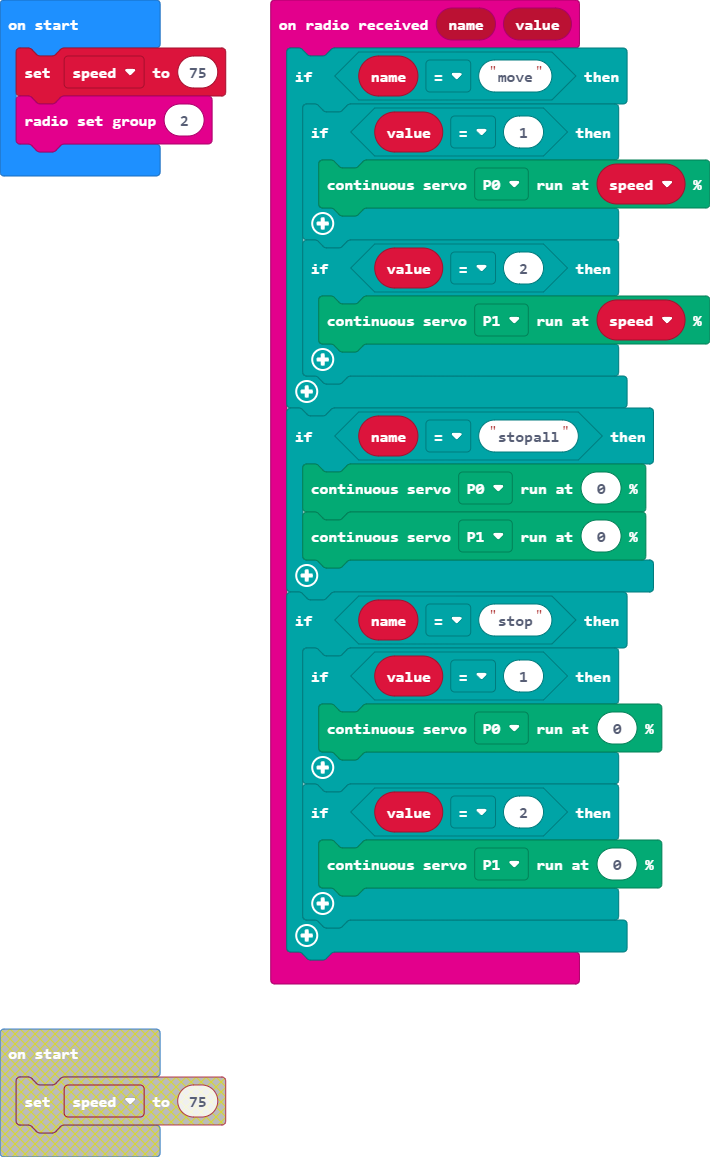 on start
set speed to 75
radio set group 2
on radio received name value
if name = "move" then
if value = 1 then
continuous servo P0 run at speed %
if value = 2 then
continuous servo P1 run at speed %
if name = "stopall" then
continuous servo P0 run at 0 %
continuous servo P1 run at 0 %
if name = "stop" then
if value = 1 then
continuous servo P0 run at 0 %
if value = 2 then
continuous servo P1 run at 0 %
on start
set speed to 75